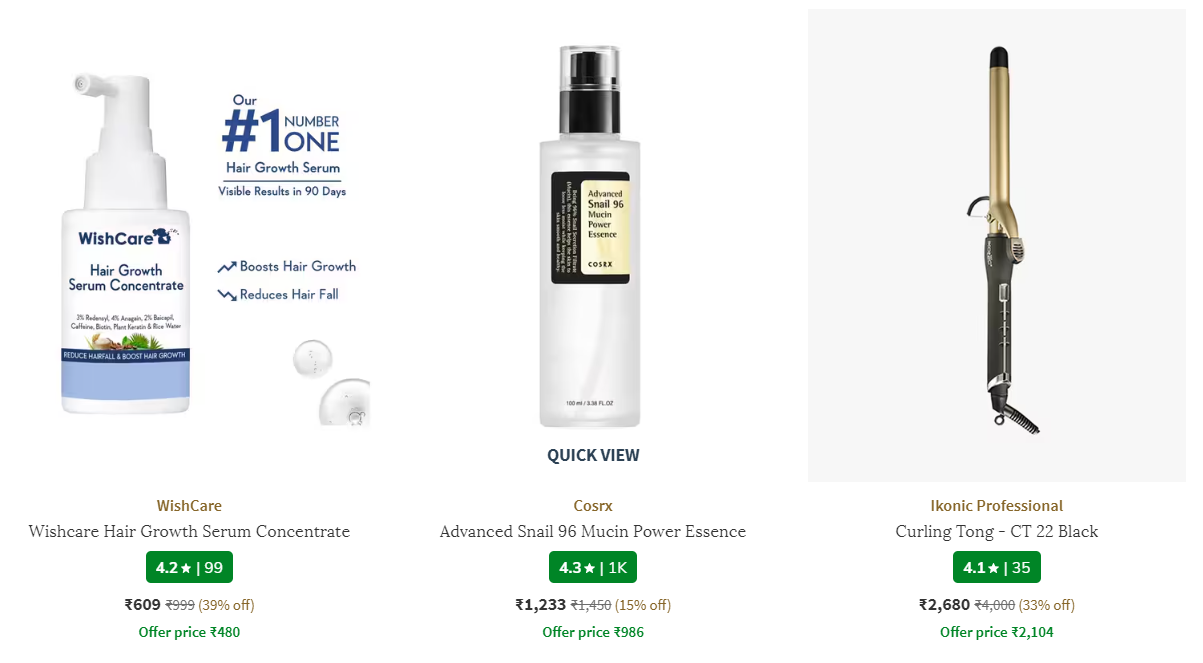 Our
#1 NUMBER ONE
Hair Growth Serum
Visible Results in 90 Days
WishCare
Hair Growth
Serum Concentrate
3% Redensyl, 4% Anagain, 2% Baicapil,
Caffeine, Biotin, Plant Keratin & Rice Water
REDUCE HAIRFALL & BOOST HAIR GROWTH
Boosts Hair Growth
Reduces Hair Fall
Advanced
Snail 96
Mucin
Power
Essence
COSRX
100 ml / 3.38 FL.OZ
QUICK VIEW
WishCare
Wishcare Hair Growth Serum Concentrate
4.2★ | 99
₹609 ₹999 (39% off)
Offer price ₹480
Cosrx
Advanced Snail 96 Mucin Power Essence
4.3★ | 1K
₹1,233 ₹1,450 (15% off)
Offer price ₹986
Ikonic Professional
Curling Tong - CT 22 Black
4.1★ | 35
₹2,680 ₹4,000 (33% off)
Offer price ₹2,104